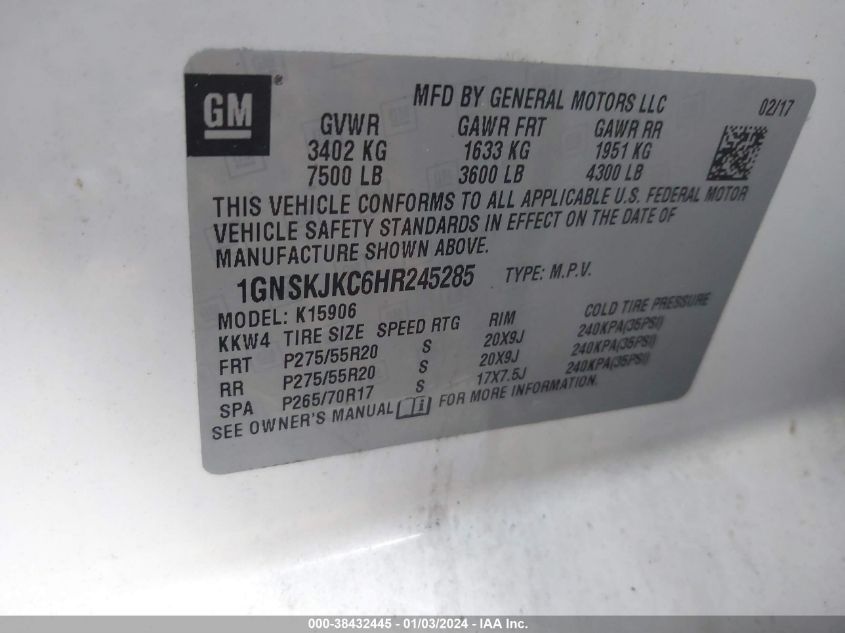 GM®
MFD BY GENERAL MOTORS LLC 02/17
GVWR GAWR FRT GAWR RR
3402 KG 1633 KG 1951 KG
7500 LB 3600 LB 4300 LB
THIS VEHICLE CONFORMS TO ALL APPLICABLE U.S. FEDERAL MOTOR
VEHICLE SAFETY STANDARDS IN EFFECT ON THE DATE OF
MANUFACTURE SHOWN ABOVE.
1GNSKJKC6HR245285 TYPE: M.P.V.
MODEL: K15906
KKW4 TIRE SIZE SPEED RTG RIM COLD TIRE PRESSURE
FRT P275/55R20 S 20X9J 240KPA(35PSI)
RR P275/55R20 S 20X9J 240KPA(35PSI)
SPA P265/70R17 S 17X7.5J 240KPA(35PSI)
SEE OWNER'S MANUAL i FOR MORE INFORMATION.
000-38432445 - 01/03/2024 - IAA Inc.